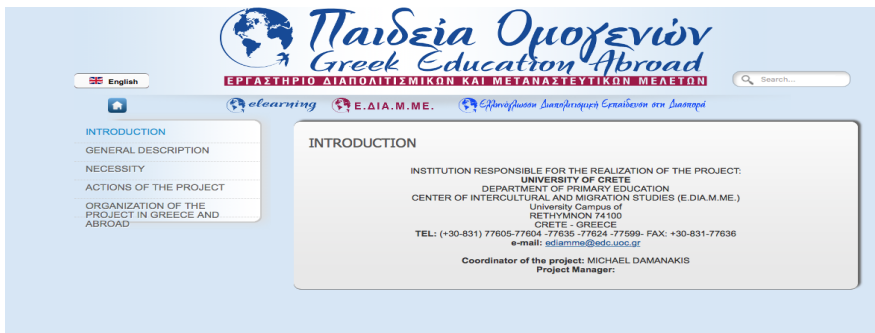 Παιδεία Ομογενών
Greek Education Abroad
ΕΡΓΑΣΤΗΡΙΟ ΔΙΑΠΟΛΙΤΙΣΜΙΚΩΝ ΚΑΙ ΜΕΤΑΝΑΣΤΕΥΤΙΚΩΝ ΜΕΛΕΤΩΝ
English
Search...
elearning
Ε.ΔΙΑ.Μ.ΜΕ.
Ελληνόγλωσση Διαπολιτισμική Εκπαίδευση στη Διασπορά
INTRODUCTION
GENERAL DESCRIPTION
NECESSITY
ACTIONS OF THE PROJECT
ORGANIZATION OF THE
PROJECT IN GREECE AND
ABROAD
INTRODUCTION
INSTITUTION RESPONSIBLE FOR THE REALIZATION OF THE PROJECT:
UNIVERSITY OF CRETE
DEPARTMENT OF PRIMARY EDUCATION
CENTER OF INTERCULTURAL AND MIGRATION STUDIES (E.DIA.M.ME.)
University Campus of
RETHYMNON 74100
CRETE - GREECE
TEL: (+30-831) 77605-77604 -77635 -77624 -77599- FAX: +30-831-77636
e-mail: ediamme@edc.uoc.gr
Coordinator of the project: MICHAEL DAMANAKIS
Project Manager: